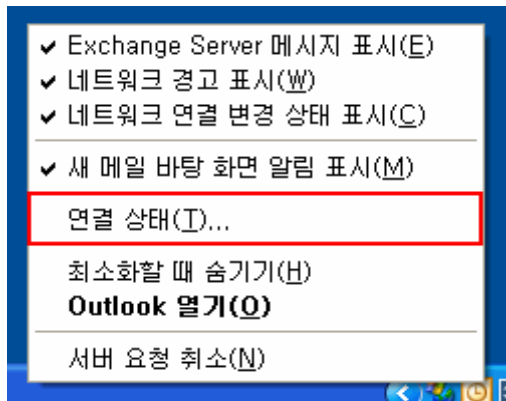 Exchange Server 메시지 표시(E)
네트워크 경고 표시(W)
네트워크 연결 변경 상태 표시(C)
새 메일 바탕 화면 알림 표시(M)
연결 상태(T)...
최소화할 때 숨기기(H)
Outlook 열기(O)
서버 요청 취소(N)